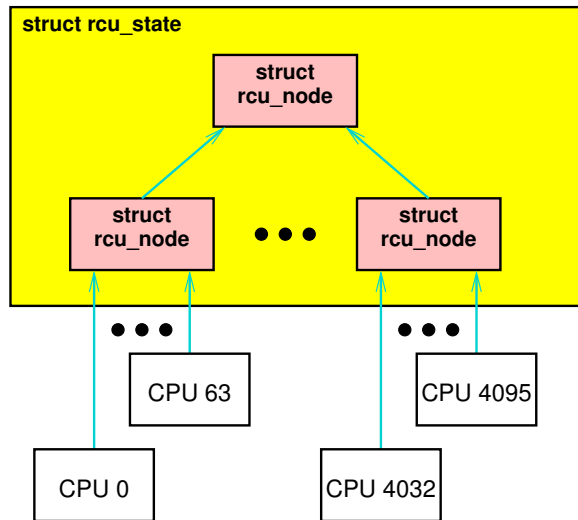 struct rcu_state
struct
rcu_node
struct
rcu_node
struct
rcu_node
CPU 63
CPU 4095
CPU 0
CPU 4032